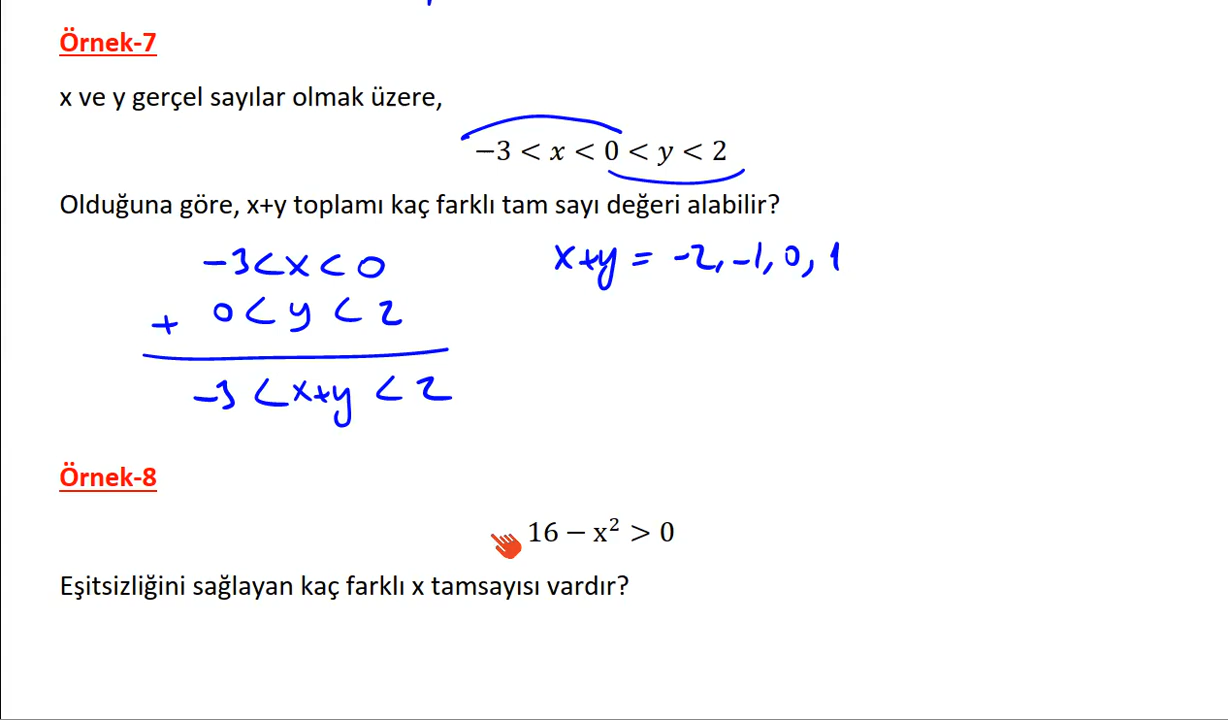 Örnek-7
x ve y gerçel sayılar olmak üzere,
−3 < x < 0 < y < 2
Olduğuna göre, x+y toplamı kaç farklı tam sayı değeri alabilir?
-3 < x < 0
x+y = -2, -1, 0, 1
+ 0 < y < 2
-3 < x+y < 2
Örnek-8
16 − x² > 0
Eşitsizliğini sağlayan kaç farklı x tamsayısı vardır?